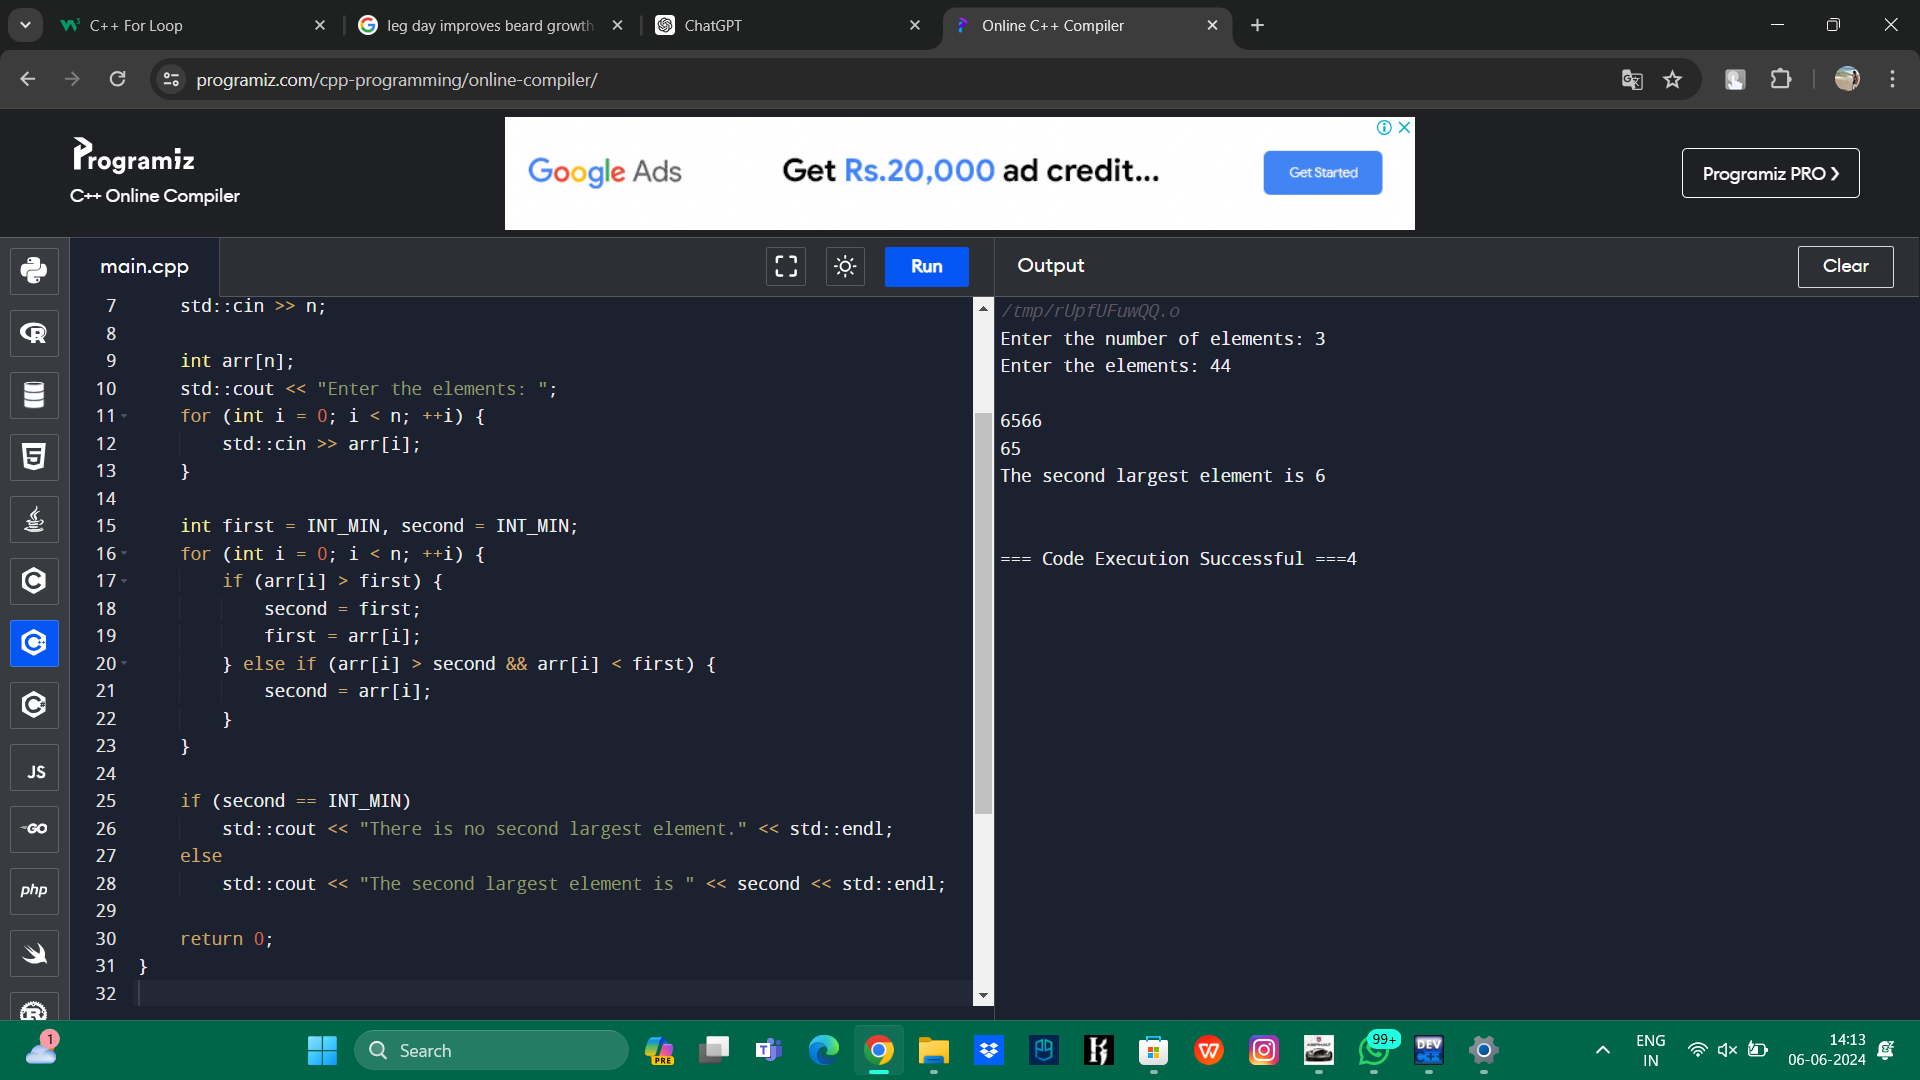 C++ For Loop
leg day improves beard growth
ChatGPT
Online C++ Compiler
programiz.com/cpp-programming/online-compiler/
Programiz
C++ Online Compiler
Google Ads
Get Rs.20,000 ad credit...
Get Started
Programiz PRO
main.cpp
Run
Output
Clear
7 std::cin >> n;
8
9 int arr[n];
10 std::cout << "Enter the elements: ";
11 for (int i = 0; i < n; ++i) {
12 std::cin >> arr[i];
13 }
14
15 int first = INT_MIN, second = INT_MIN;
16 for (int i = 0; i < n; ++i) {
17 if (arr[i] > first) {
18 second = first;
19 first = arr[i];
20 } else if (arr[i] > second && arr[i] < first) {
21 second = arr[i];
22 }
23 }
24
25 if (second == INT_MIN)
26 std::cout << "There is no second largest element." << std::endl;
27 else
28 std::cout << "The second largest element is " << second << std::endl;
29
30 return 0;
31 }
32
/tmp/rUpfUFuwQQ.o
Enter the number of elements: 3
Enter the elements: 44
6566
65
The second largest element is 6
=== Code Execution Successful ===4
JS
GO
php
1
Search
PRE
99+
DEV
ENG
IN
14:13
06-06-2024